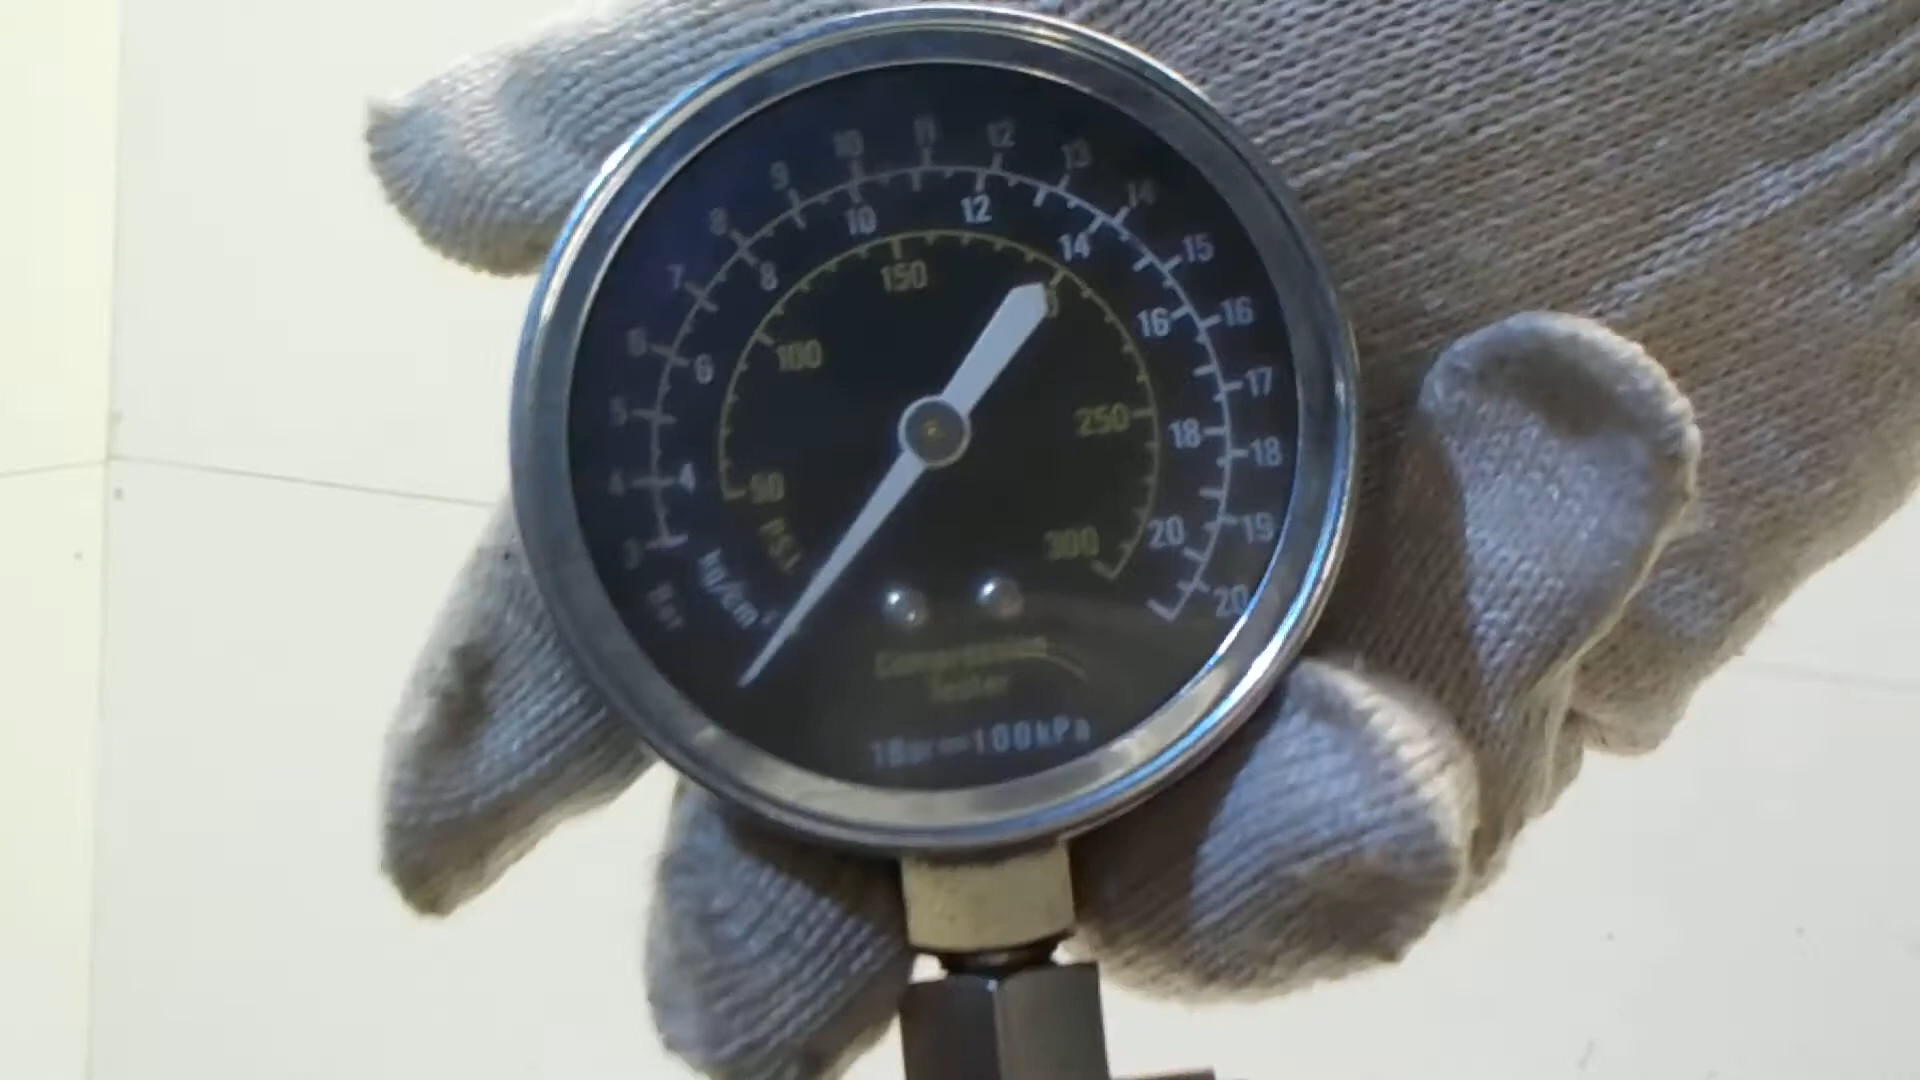 3 4 5 6 7 8 9 10 11 12 13 14 15 16 17 18 19 20
4 6 8 10 12 14 16 18 20
50 100 150 250 300
PSI
kg/cm²
Bar
Compression
Tester
1Bar=100kPa